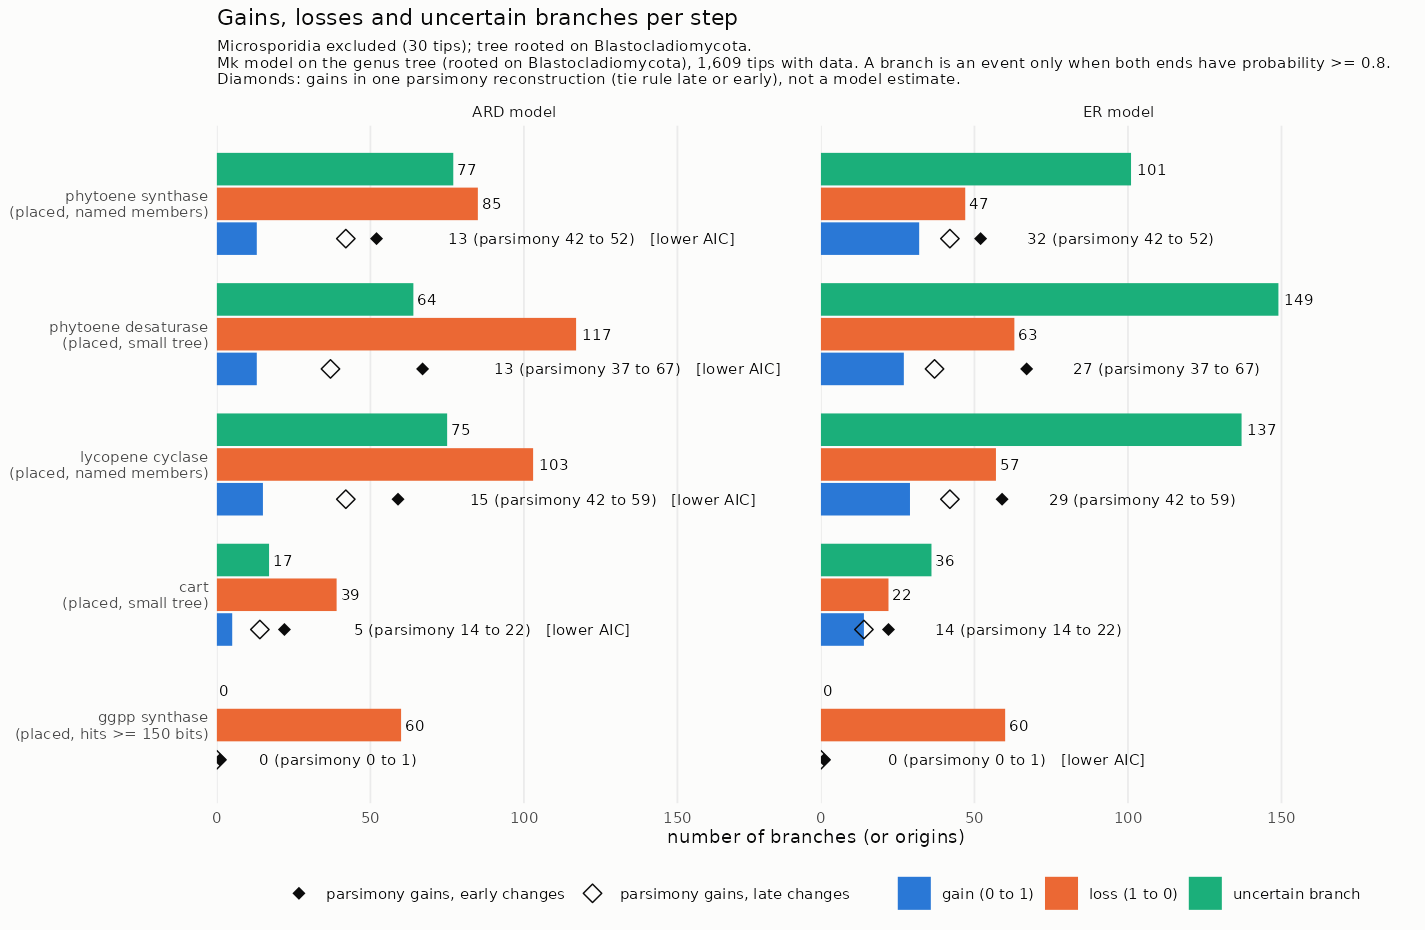 Gains, losses and uncertain branches per step
Microsporidia excluded (30 tips); tree rooted on Blastocladiomycota.
Mk model on the genus tree (rooted on Blastocladiomycota), 1,609 tips with data. A branch is an event only when both ends have probability >= 0.8.
Diamonds: gains in one parsimony reconstruction (tie rule late or early), not a model estimate.
ARD model
ER model
phytoene synthase
(placed, named members)
77
85
13 (parsimony 42 to 52)   [lower AIC]
101
47
32 (parsimony 42 to 52)
phytoene desaturase
(placed, small tree)
64
117
13 (parsimony 37 to 67)   [lower AIC]
149
63
27 (parsimony 37 to 67)
lycopene cyclase
(placed, named members)
75
103
15 (parsimony 42 to 59)   [lower AIC]
137
57
29 (parsimony 42 to 59)
cart
(placed, small tree)
17
39
5 (parsimony 14 to 22)   [lower AIC]
36
22
14 (parsimony 14 to 22)
ggpp synthase
(placed, hits >= 150 bits)
0
60
0 (parsimony 0 to 1)
0
60
0 (parsimony 0 to 1)   [lower AIC]
0 50 100 150
0 50 100 150
number of branches (or origins)
parsimony gains, early changes
parsimony gains, late changes
gain (0 to 1)
loss (1 to 0)
uncertain branch